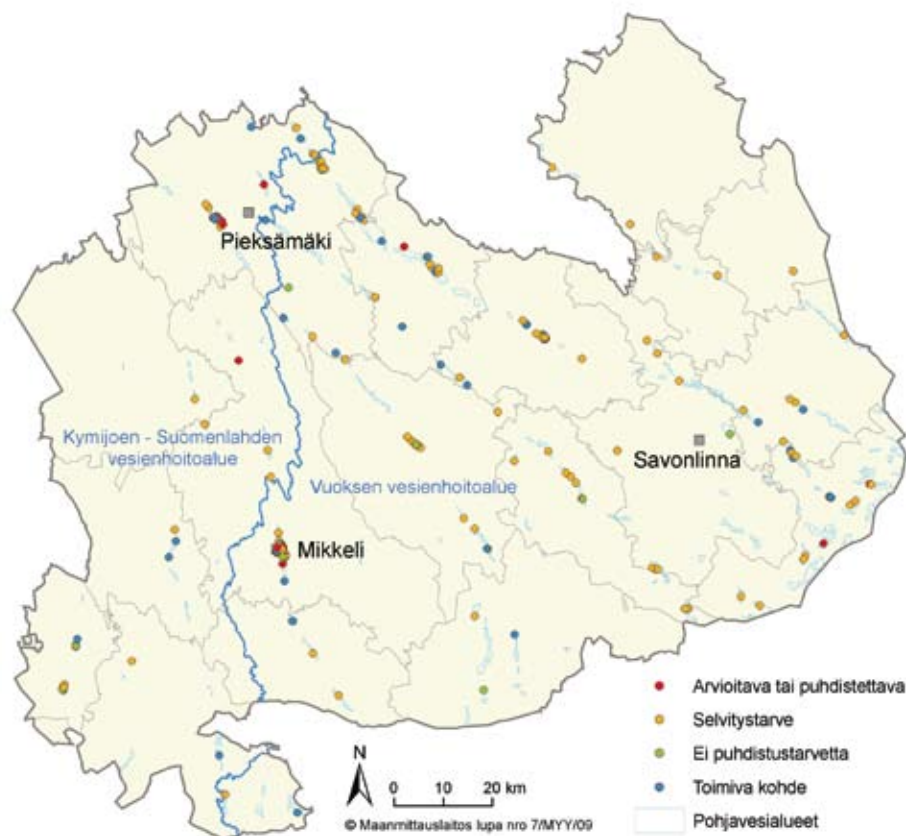 Pieksämäki
Kymijoen - Suomenlahden
vesienhoitoalue
Savonlinna
Vuoksen vesienhoitoalue
Mikkeli
Arvioitava tai puhdistettava
Selvitystarve
Ei puhdistustarvetta
Toimiva kohde
Pohjavesialueet
N
0 10 20 km
© Maanmittauslaitos lupa nro 7/MYY/09